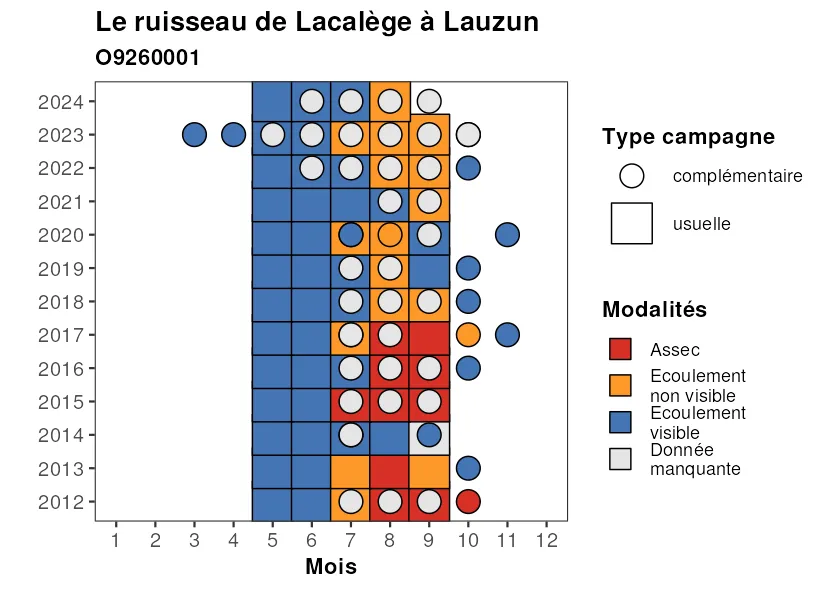 Le ruisseau de Lacalège à Lauzun
O9260001
2024
2023
2022
2021
2020
2019
2018
2017
2016
2015
2014
2013
2012
1 2 3 4 5 6 7 8 9 10 11 12
Mois
Type campagne
complémentaire
usuelle
Modalités
Assec
Ecoulement
non visible
Ecoulement
visible
Donnée
manquante